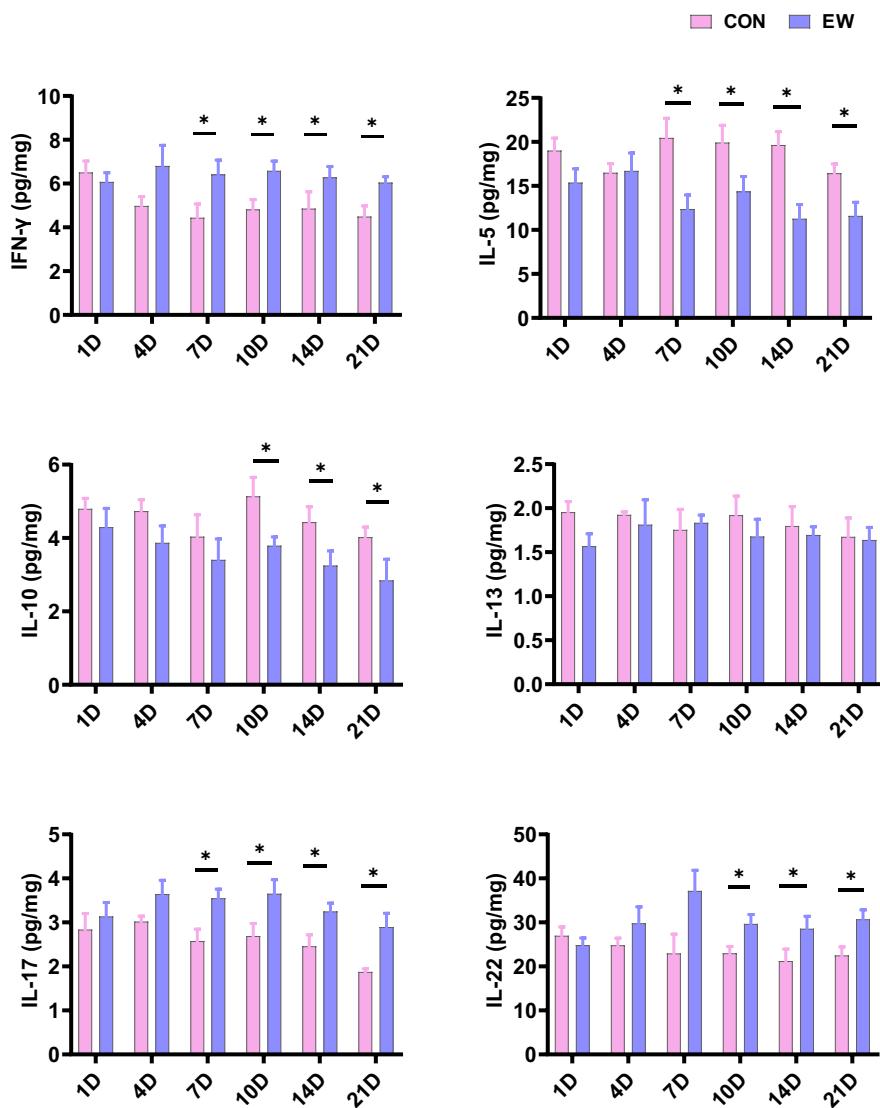 CON EW
IFN-γ (pg/mg)
10
8
6
4
2
0
* * * *
1D 4D 7D 10D 14D 21D
IL-5 (pg/mg)
25
20
15
10
5
0
* * * *
1D 4D 7D 10D 14D 21D
IL-10 (pg/mg)
6
4
2
0
* * *
1D 4D 7D 10D 14D 21D
IL-13 (pg/mg)
2.5
2.0
1.5
1.0
0.5
0.0
1D 4D 7D 10D 14D 21D
IL-17 (pg/mg)
5
4
3
2
1
0
* * * *
1D 4D 7D 10D 14D 21D
IL-22 (pg/mg)
50
40
30
20
10
0
* * *
1D 4D 7D 10D 14D 21D